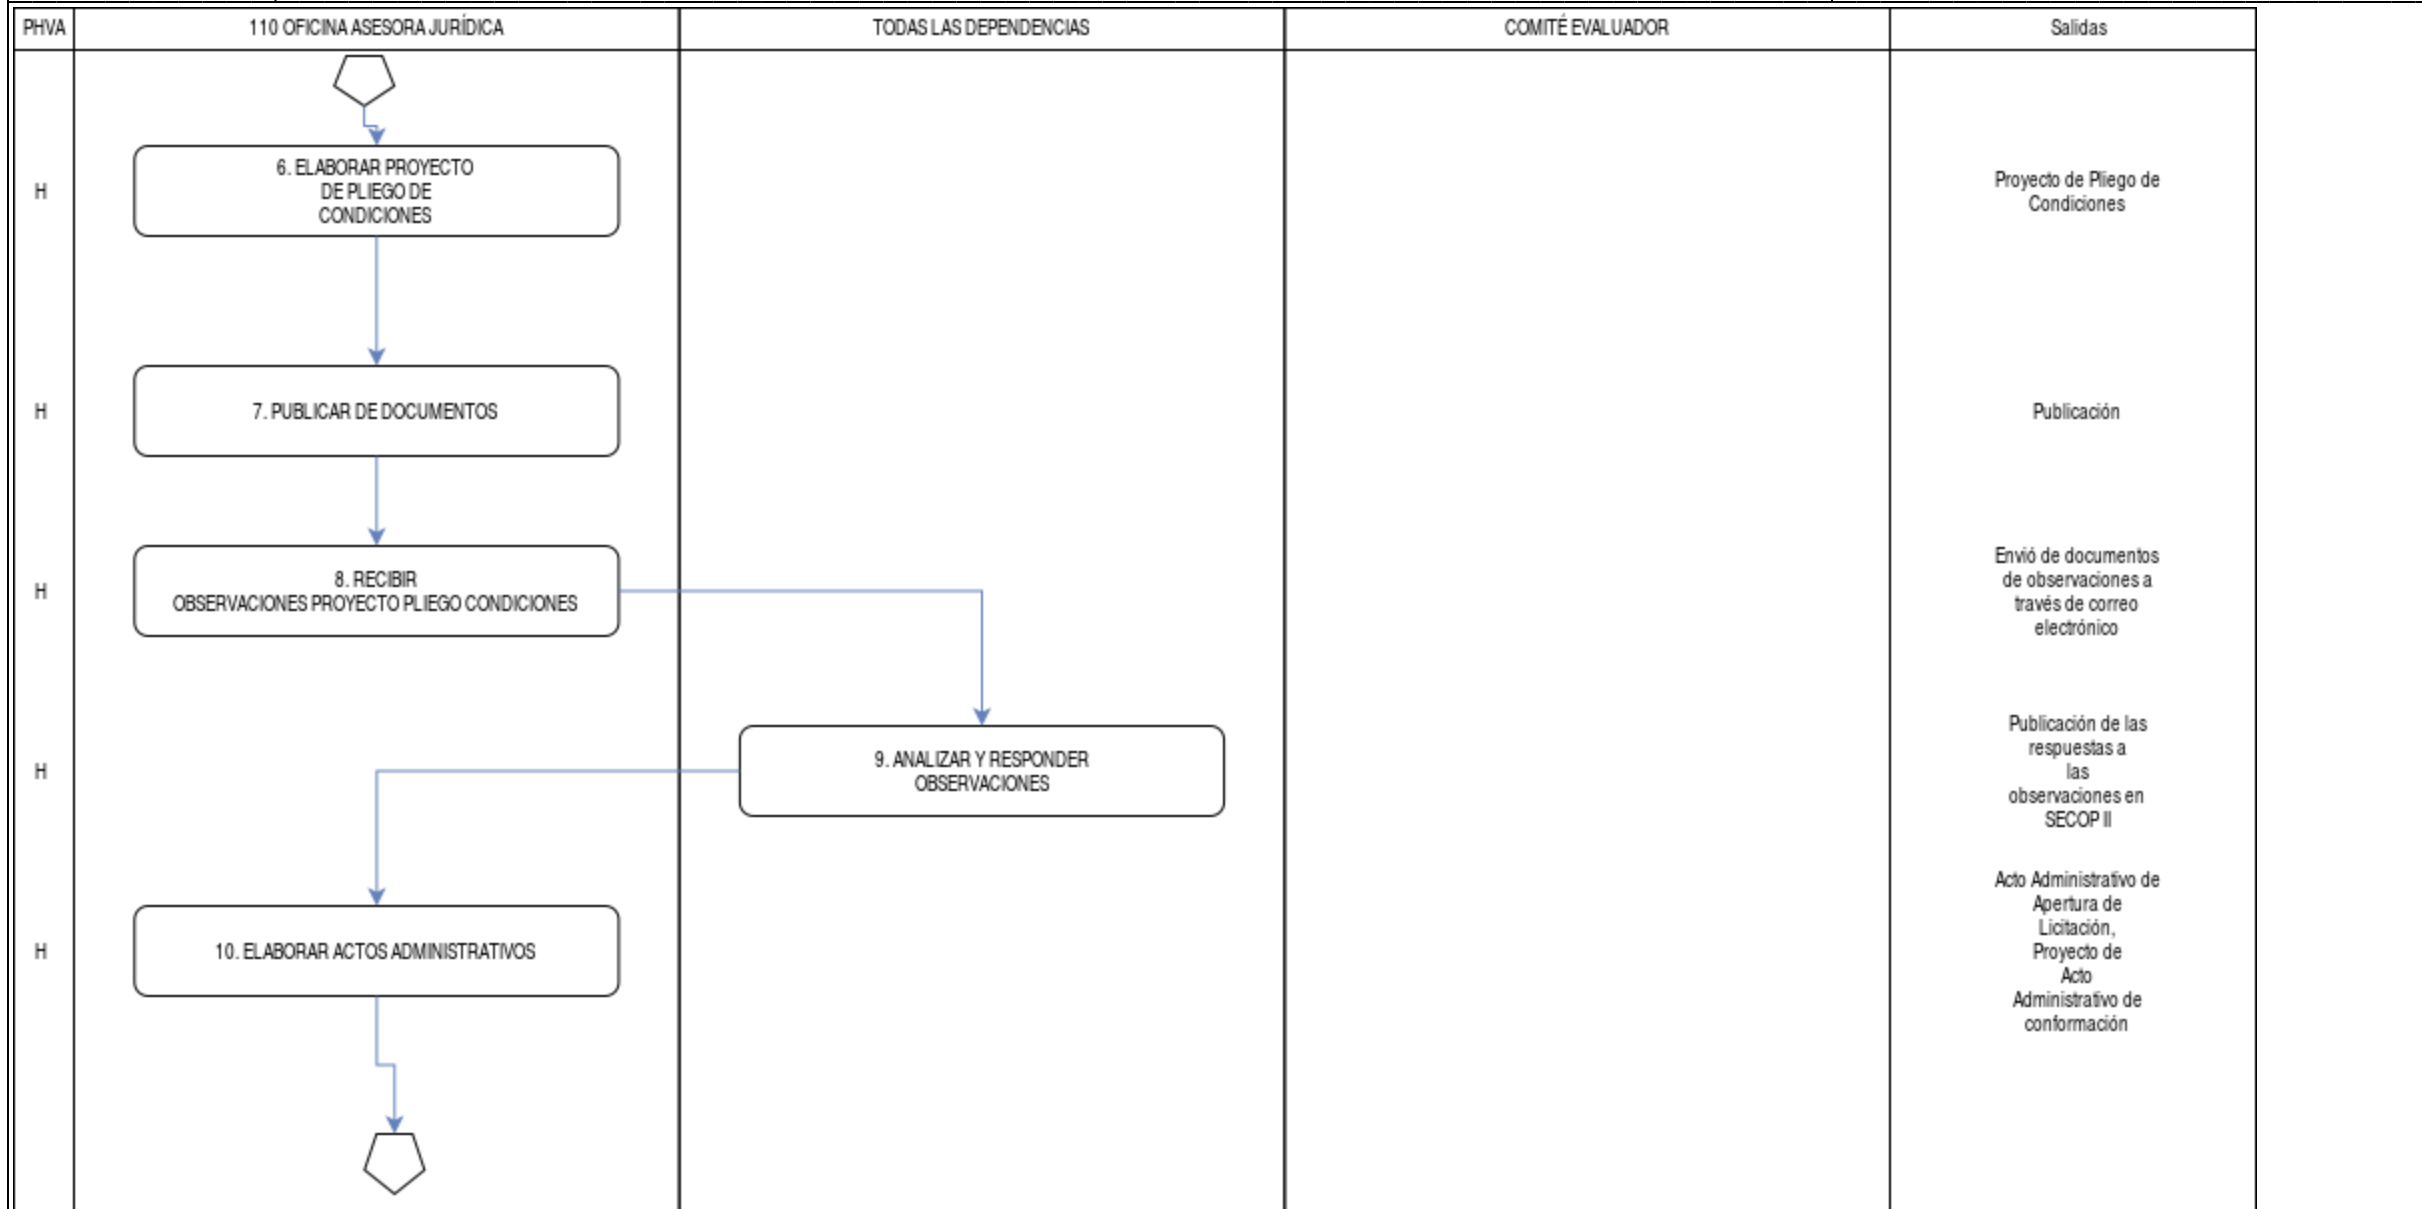 PHVA
110 OFICINA ASESORA JURÍDICA
TODAS LAS DEPENDENCIAS
COMITÉ EVALUADOR
Salidas
H
6. ELABORAR PROYECTO
DE PLIEGO DE
CONDICIONES
Proyecto de Pliego de
Condiciones
H
7. PUBLICAR DE DOCUMENTOS
Publicación
H
8. RECIBIR
OBSERVACIONES PROYECTO PLIEGO CONDICIONES
Envió de documentos
de observaciones a
través de correo
electrónico
H
9. ANALIZAR Y RESPONDER
OBSERVACIONES
Publicación de las
respuestas a
las
observaciones en
SECOP II
H
10. ELABORAR ACTOS ADMINISTRATIVOS
Acto Administrativo de
Apertura de
Licitación,
Proyecto de
Acto
Administrativo de
conformación